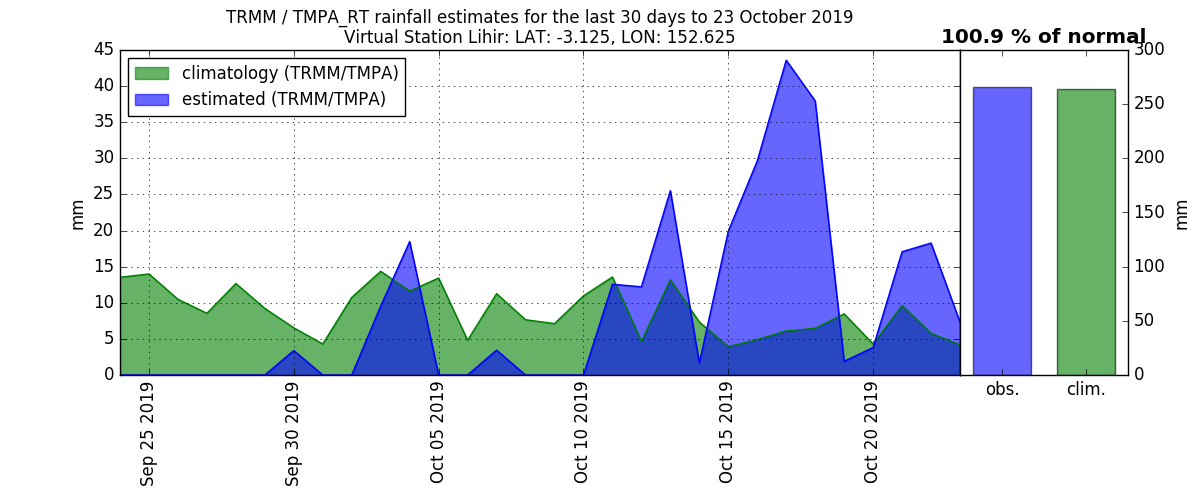 TRMM / TMPA_RT rainfall estimates for the last 30 days to 23 October 2019
Virtual Station Lihir: LAT: -3.125, LON: 152.625
100.9 % of normal
climatology (TRMM/TMPA)
estimated (TRMM/TMPA)
45
40
35
30
25
20
15
10
5
0
mm
Sep 25 2019
Sep 30 2019
Oct 05 2019
Oct 10 2019
Oct 15 2019
Oct 20 2019
300
250
200
150
100
50
0
mm
obs.
clim.